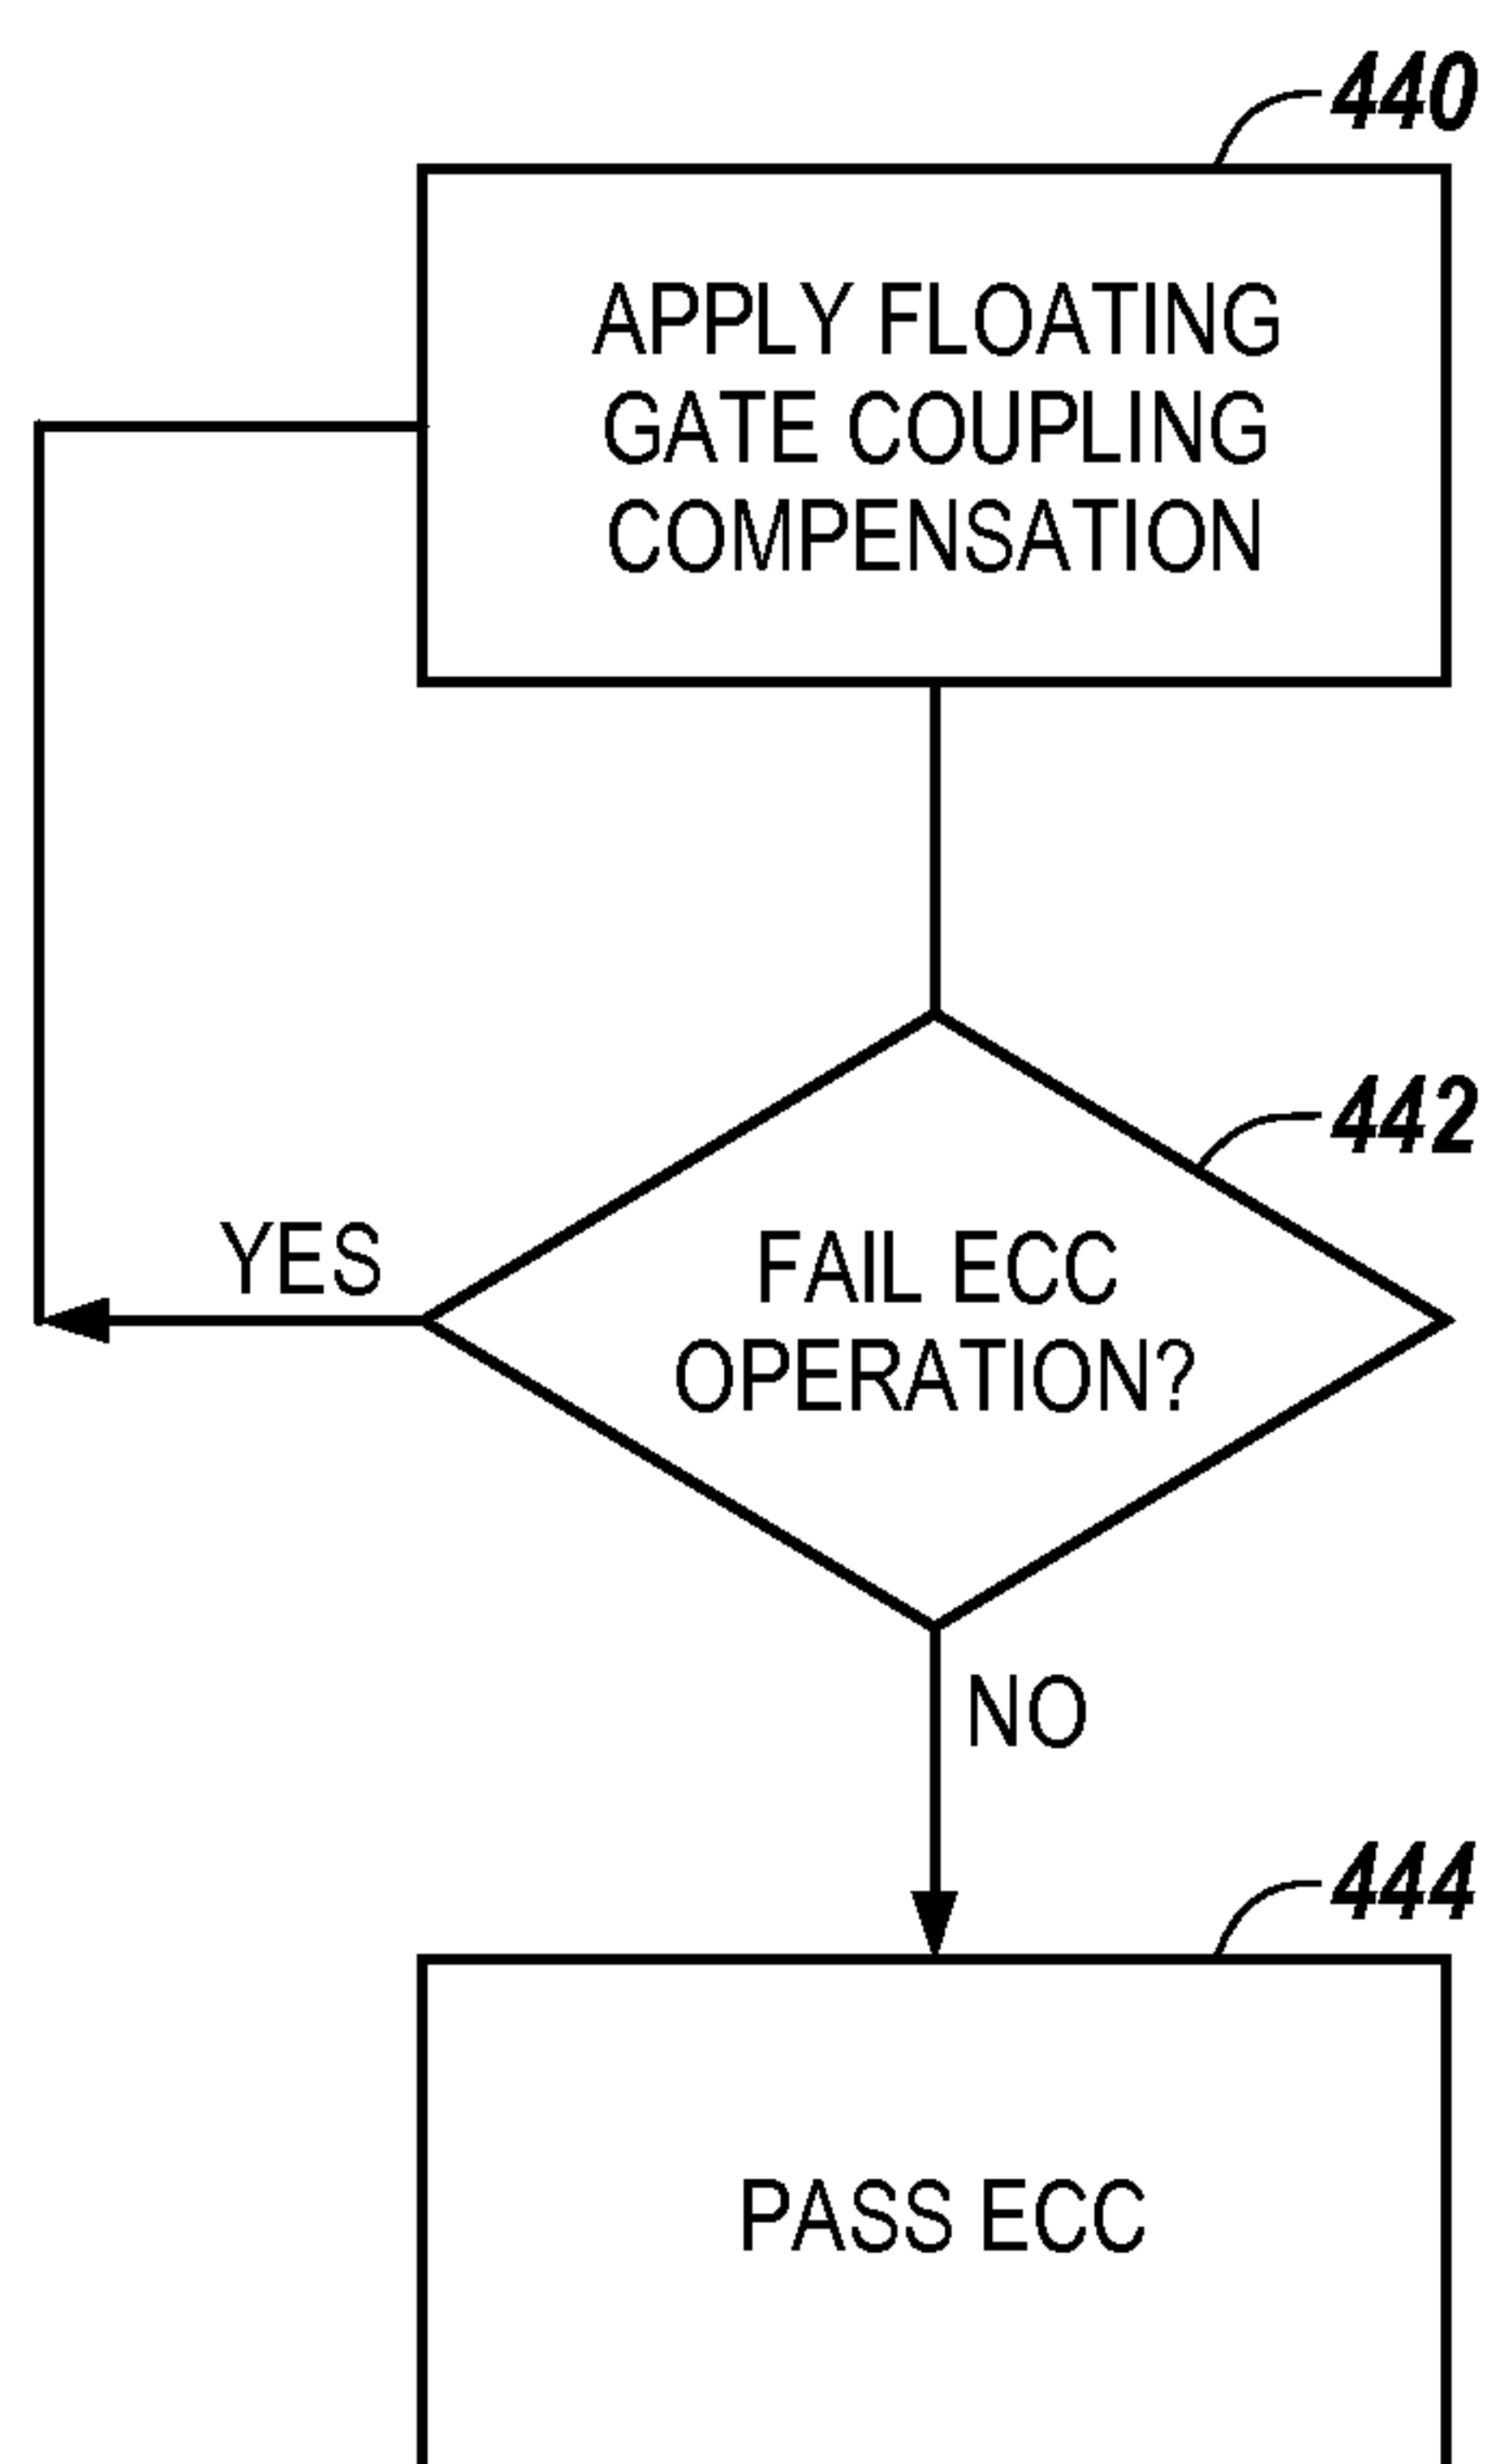 440
APPLY FLOATING
GATE COUPLING
COMPENSATION
442
YES
FAIL ECC
OPERATION?
NO
444
PASS ECC